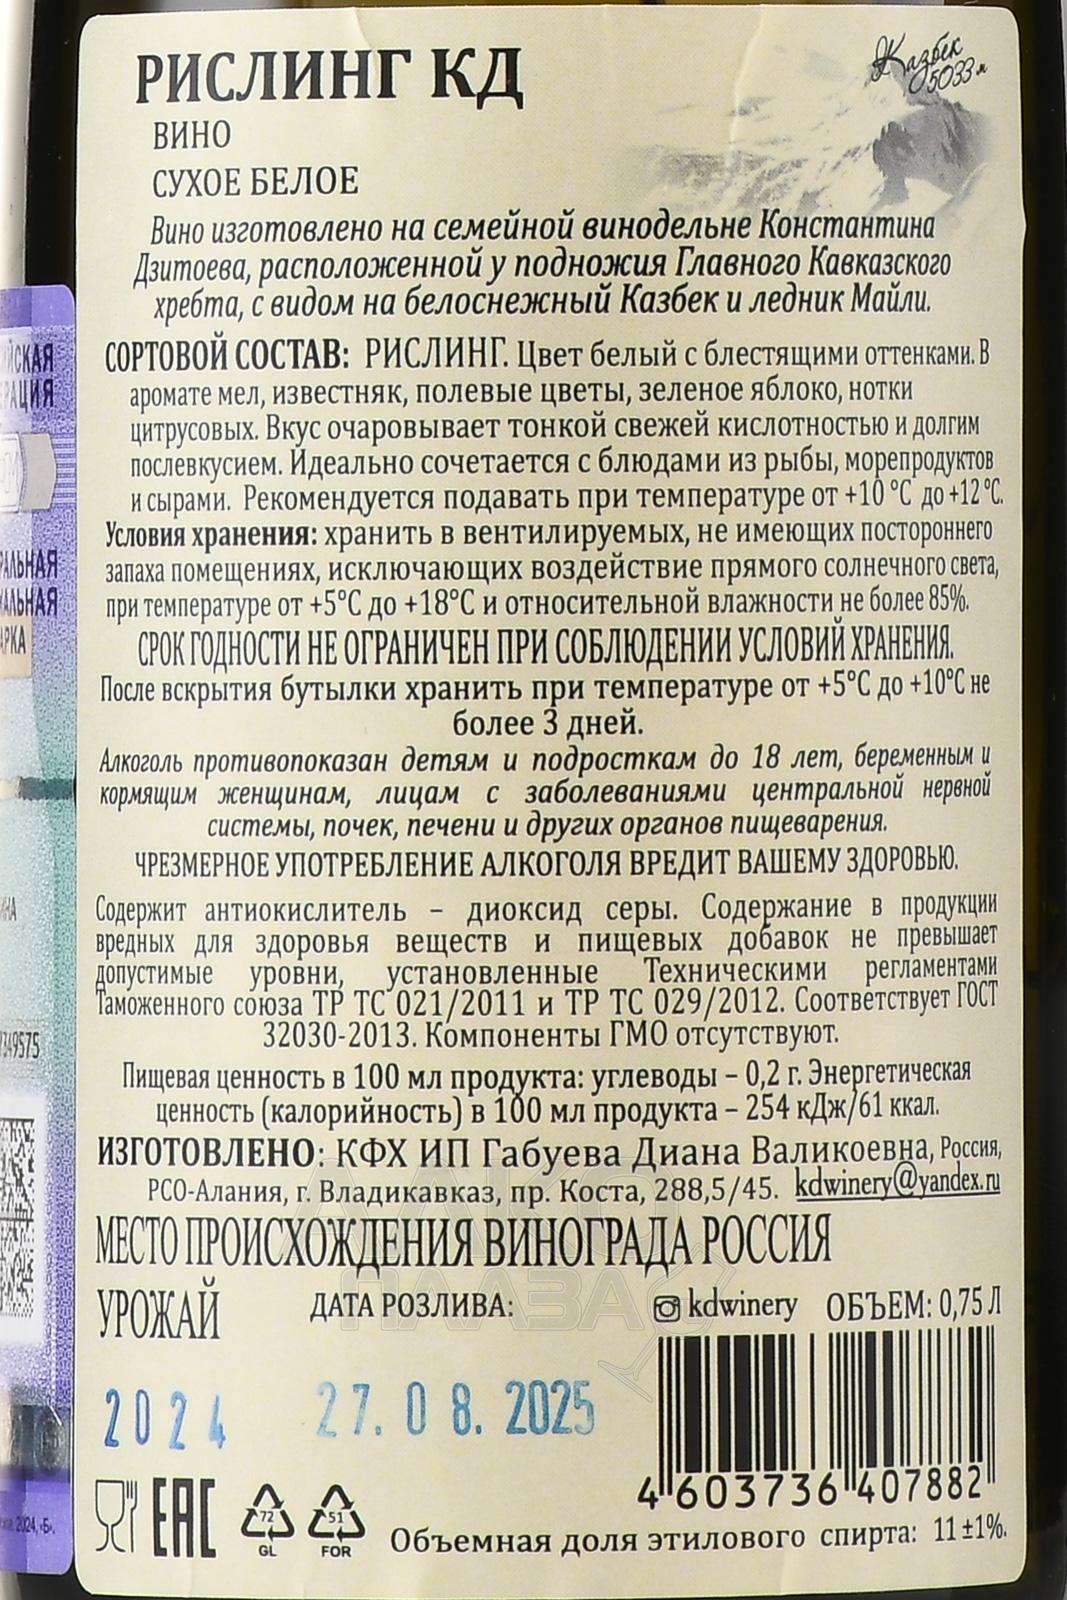 РИСЛИНГ КД
Казбек
5033 м
ВИНО
СУХОЕ БЕЛОЕ
Вино изготовлено на семейной винодельне Константина
Дзитоева, расположенной у подножия Главного Кавказского
хребта, с видом на белоснежный Казбек и ледник Майли.
СОРТОВОЙ СОСТАВ: РИСЛИНГ. Цвет белый с блестящими оттенками. В
аромате мед, известняк, полевые цветы, зеленое яблоко, нотки
цитрусовых. Вкус очаровывает тонкой свежей кислотностью и долгим
послевкусием. Идеально сочетается с блюдами из рыбы, морепродуктов
и сырами. Рекомендуется подавать при температуре от +10 °С до +12 °С.
Условия хранения: хранить в вентилируемых, не имеющих постороннего
запаха помещениях, исключающих воздействие прямого солнечного света,
при температуре от +5°С до +18°С и относительной влажности не более 85%.
СРОК ГОДНОСТИ НЕ ОГРАНИЧЕН ПРИ СОБЛЮДЕНИИ УСЛОВИЙ ХРАНЕНИЯ.
После вскрытия бутылки хранить при температуре от +5°С до +10°С не
более 3 дней.
Алкоголь противопоказан детям и подросткам до 18 лет, беременным и
кормящим женщинам, лицам с заболеваниями центральной нервной
системы, почек, печени и других органов пищеварения.
ЧРЕЗМЕРНОЕ УПОТРЕБЛЕНИЕ АЛКОГОЛЯ ВРЕДИТ ВАШЕМУ ЗДОРОВЬЮ.
Содержит антиокислитель – диоксид серы. Содержание в продукции
вредных для здоровья веществ и пищевых добавок не превышает
допустимые уровни, установленные Техническими регламентами
Таможенного союза ТР ТС 021/2011 и ТР ТС 029/2012. Соответствует ГОСТ
32030-2013. Компоненты ГМО отсутствуют.
Пищевая ценность в 100 мл продукта: углеводы – 0,2 г. Энергетическая
ценность (калорийность) в 100 мл продукта – 254 кДж/61 ккал.
ИЗГОТОВЛЕНО: КФХ ИП Габуева Диана Валикоевна, Россия,
РСО-Алания, г. Владикавказ, пр. Коста, 288,5/45. kdwinery@yandex.ru
МЕСТО ПРОИСХОЖДЕНИЯ ВИНОГРАДА РОССИЯ
УРОЖАЙ ДАТА РОЗЛИВА: kdwinery ОБЪЕМ: 0,75 Л
2024 27.08.2025
4 603736 407882
EAC 72 GL 51 FOR
Объемная доля этилового спирта: 11 ±1%.
АЛКО
ПЛАЗА